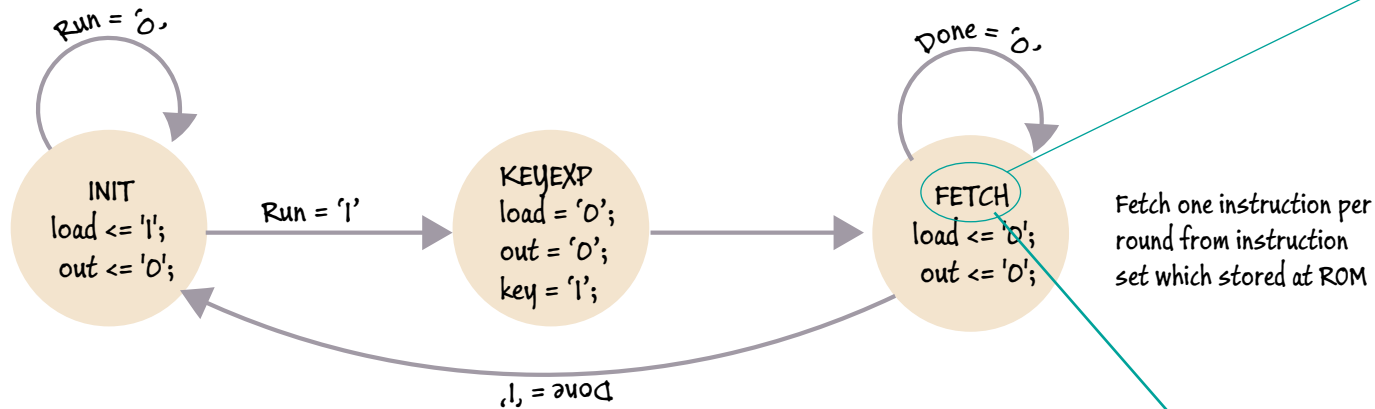 Run = '0'
Done = '0'
INIT
load <= '1';
out <= '0';
Run = '1'
KEYEXP
load = '0';
out = '0';
key = '1';
FETCH
load <= '0';
out <= '0';
Fetch one instruction per
round from instruction
set which stored at ROM
Done = '1'